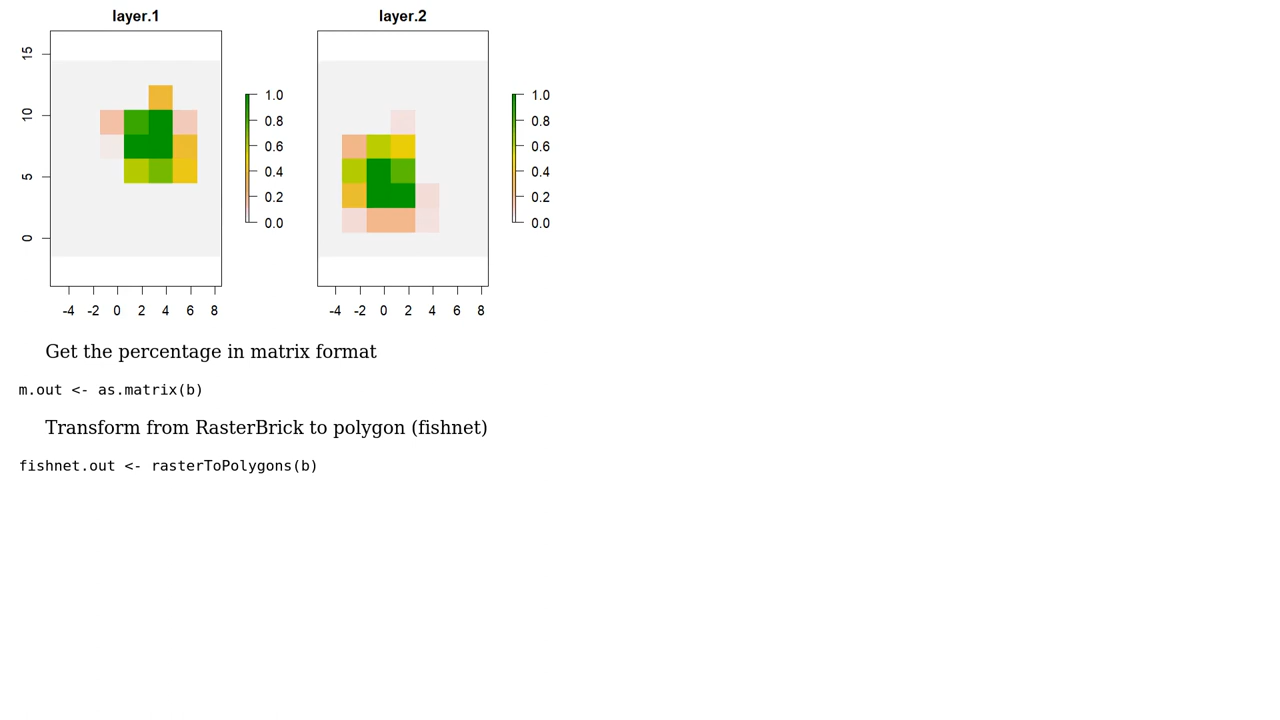 layer.1
layer.2
15
10
5
0
1.0
0.8
0.6
0.4
0.2
0.0
1.0
0.8
0.6
0.4
0.2
0.0
-4 -2 0 2 4 6 8
-4 -2 0 2 4 6 8
Get the percentage in matrix format
m.out <- as.matrix(b)
Transform from RasterBrick to polygon (fishnet)
fishnet.out <- rasterToPolygons(b)